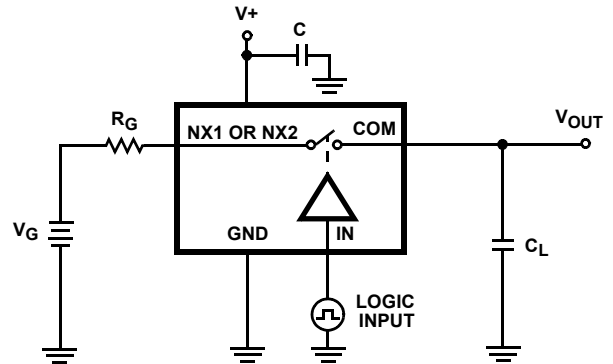 V+
C
RG
NX1 OR NX2
COM
VOUT
VG
GND
IN
CL
LOGIC
INPUT